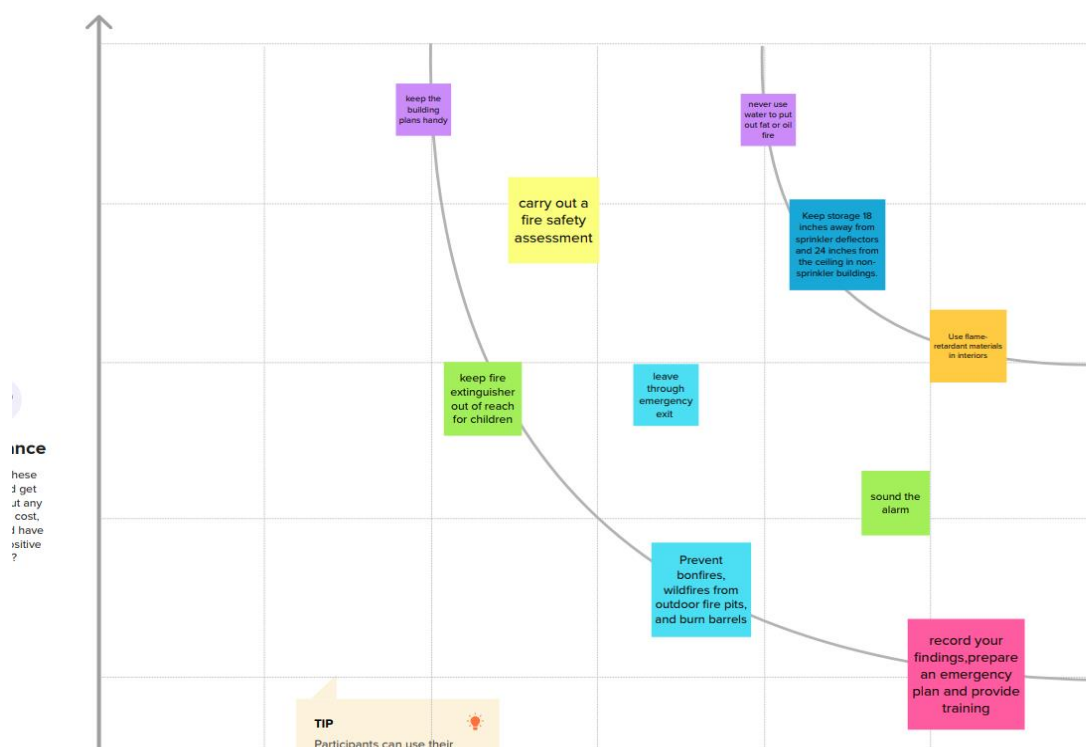 keep the
building
plans handy
never use
water to put
out fat or oil
fire
carry out a
fire safety
assessment
Keep storage 18
inches away from
sprinkler deflectors
and 24 inches from
the ceiling in non-
sprinkler buildings.
Use flame-
retardant materials
in interiors
keep fire
extinguisher
out of reach
for children
leave
through
emergency
exit
sound the
alarm
Prevent
bonfires,
wildfires from
outdoor fire pits,
and burn barrels
record your
findings,prepare
an emergency
plan and provide
training
get
any
cost,
have
?
TIP
Participants can use their